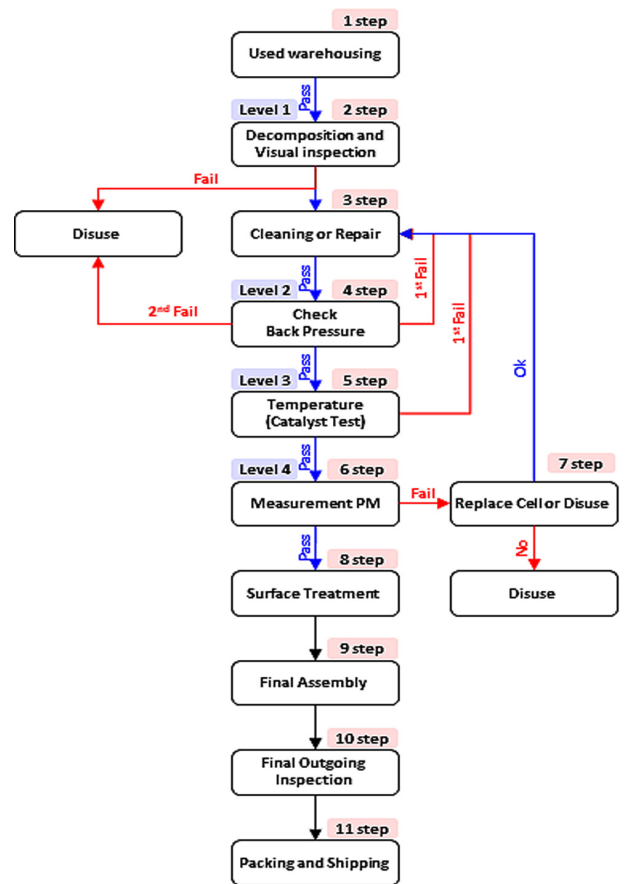 1 step
Used warehousing
Pass
Level 1
2 step
Decomposition and
Visual inspection
Fail
3 step
Disuse
Cleaning or Repair
Pass
Level 2
4 step
1st Fail
2nd Fail
Check
Back Pressure
1st Fail
Ok
Pass
Level 3
5 step
Temperature
(Catalyst Test)
Pass
Level 4
6 step
7 step
Measurement PM
Fail
Replace Cell or Disuse
Pass
No
8 step
Surface Treatment
Disuse
9 step
Final Assembly
10 step
Final Outgoing
Inspection
11 step
Packing and Shipping